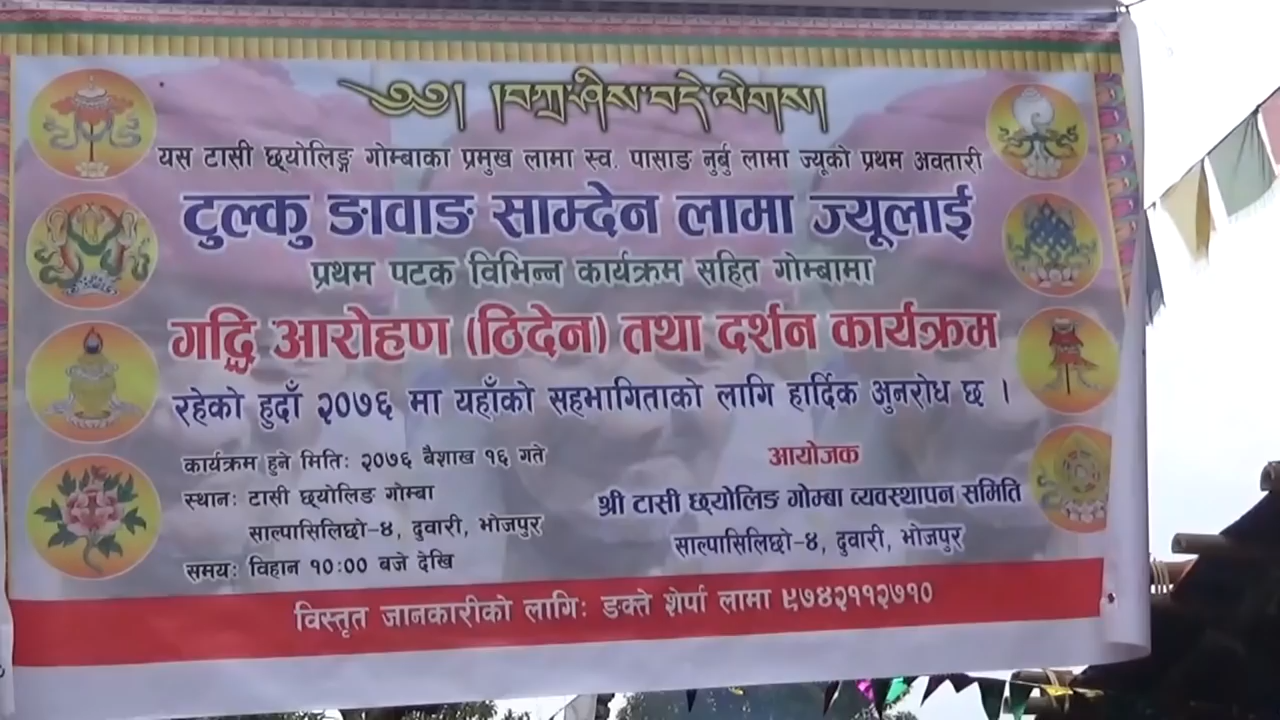 ༄༅། །བཀྲ་ཤིས་བདེ་ལེགས།
यस टासी छ्योलिङ्ग गोम्बाका प्रमुख लामा स्व. पासाङ नुर्बु लामा ज्यूको प्रथम अवतारी
टुल्कु ङावाङ साम्देन लामा ज्यूलाई
प्रथम पटक विभिन्न कार्यक्रम सहित गोम्बामा
गद्धि आरोहण (ठिदेन) तथा दर्शन कार्यक्रम
रहेको हुदाँ २०७६ मा यहाँको सहभागिताको लागि हार्दिक अुनरोध छ ।
कार्यक्रम हुने मितिः २०७६ बैशाख १६ गते
स्थानः टासी छ्योलिङ गोम्बा
साल्पासिलिछो-४, दुवारी, भोजपुर
समयः विहान १०:०० बजे देखि
आयोजक
श्री टासी छ्योलिङ गोम्बा व्यवस्थापन समिति
साल्पासिलिछो-४, दुवारी, भोजपुर
विस्तृत जानकारीको लागिः ङक्ते शेर्पा लामा ९७४२११२७१०